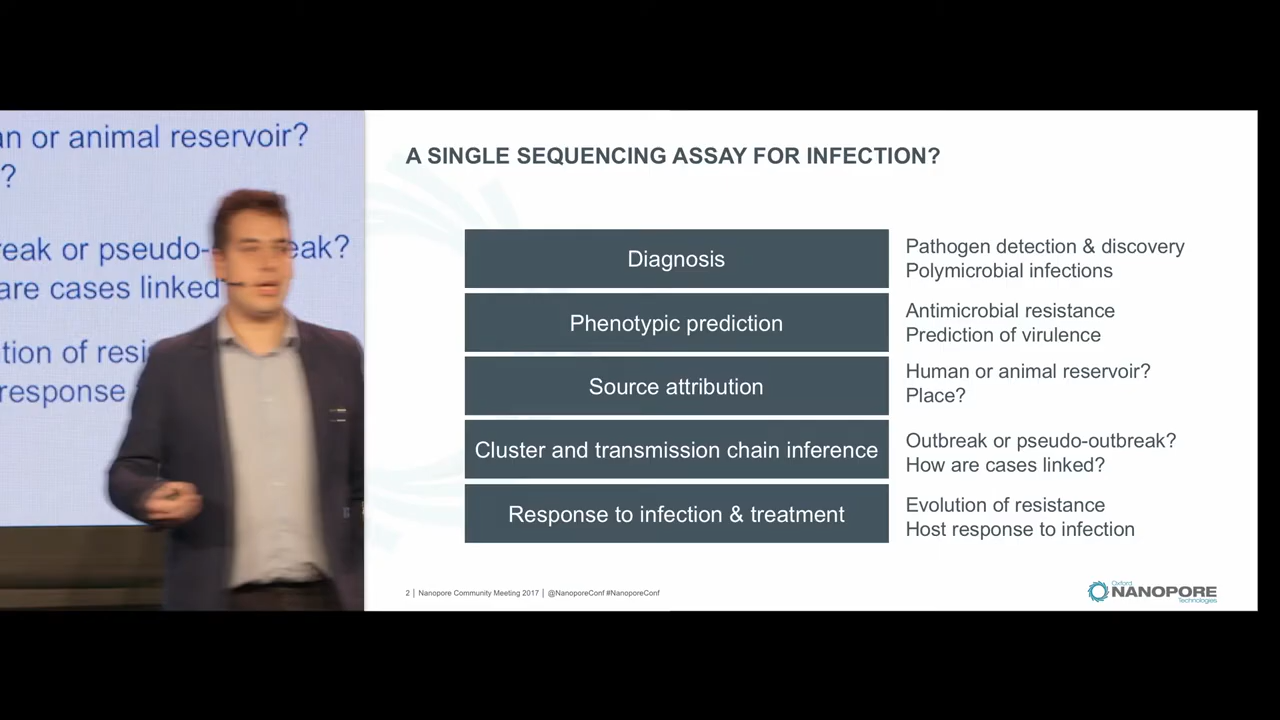 an or animal reservoir?
?
reak or pseudo- eak?
are cases linked
tion of resi
response
A SINGLE SEQUENCING ASSAY FOR INFECTION?
Diagnosis
Pathogen detection & discovery
Polymicrobial infections
Phenotypic prediction
Antimicrobial resistance
Prediction of virulence
Source attribution
Human or animal reservoir?
Place?
Cluster and transmission chain inference
Outbreak or pseudo-outbreak?
How are cases linked?
Response to infection & treatment
Evolution of resistance
Host response to infection
2 | Nanopore Community Meeting 2017 | @NanoporeConf #NanoporeConf
Oxford
NANOPORE
Technologies